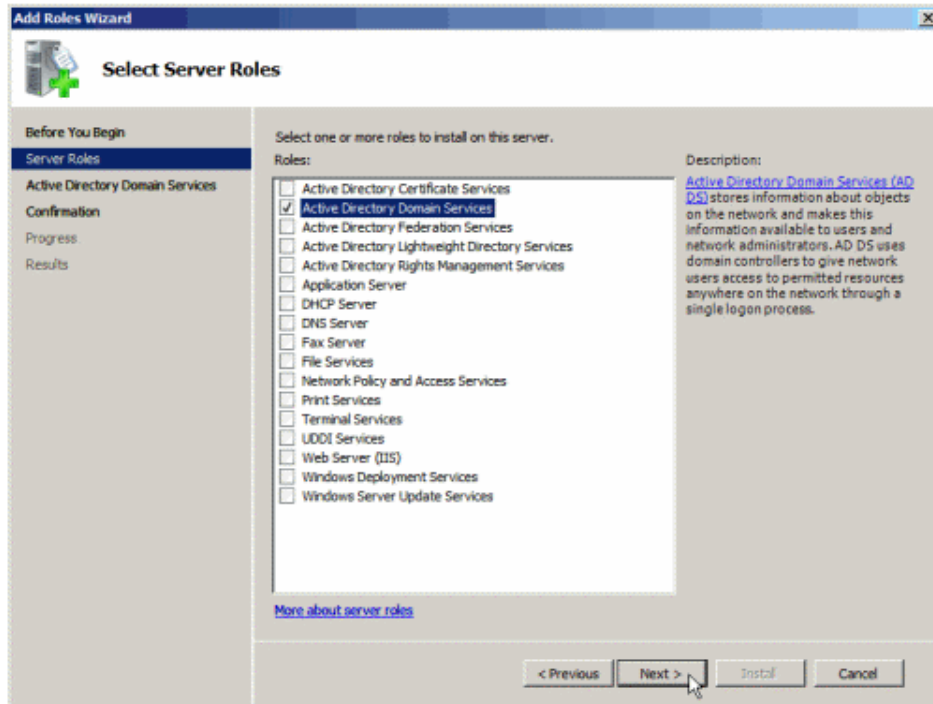 Add Roles Wizard
Select Server Roles
Before You Begin
Server Roles
Active Directory Domain Services
Confirmation
Progress
Results
Select one or more roles to install on this server.
Roles:
Active Directory Certificate Services
Active Directory Domain Services
Active Directory Federation Services
Active Directory Lightweight Directory Services
Active Directory Rights Management Services
Application Server
DHCP Server
DNS Server
Fax Server
File Services
Network Policy and Access Services
Print Services
Terminal Services
UDDI Services
Web Server (IIS)
Windows Deployment Services
Windows Server Update Services
More about server roles
Description:
Active Directory Domain Services (AD
DS) stores information about objects
on the network and makes this
information available to users and
network administrators. AD DS uses
domain controllers to give network
users access to permitted resources
anywhere on the network through a
single logon process.
< Previous
Next >
Install
Cancel